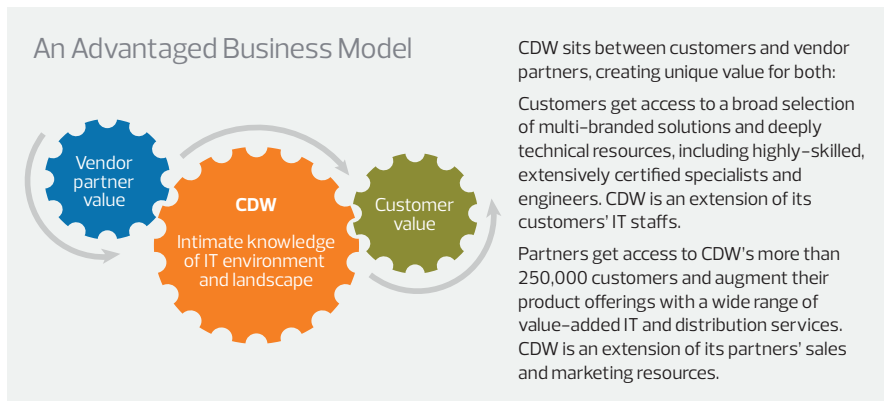 An Advantaged Business Model
Vendor
partner
value
CDW
Intimate knowledge
of IT environment
and landscape
Customer
value
CDW sits between customers and vendor
partners, creating unique value for both:
Customers get access to a broad selection
of multi-branded solutions and deeply
technical resources, including highly-skilled,
extensively certified specialists and
engineers. CDW is an extension of its
customers' IT staffs.
Partners get access to CDW's more than
250,000 customers and augment their
product offerings with a wide range of
value-added IT and distribution services.
CDW is an extension of its partners' sales
and marketing resources.